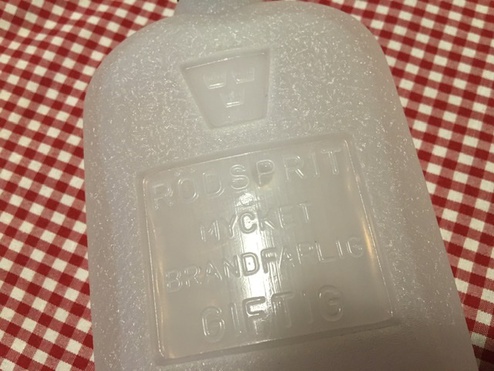 RÖDSPRIT
MYCKET
BRANDFARLIG
GIFTIG